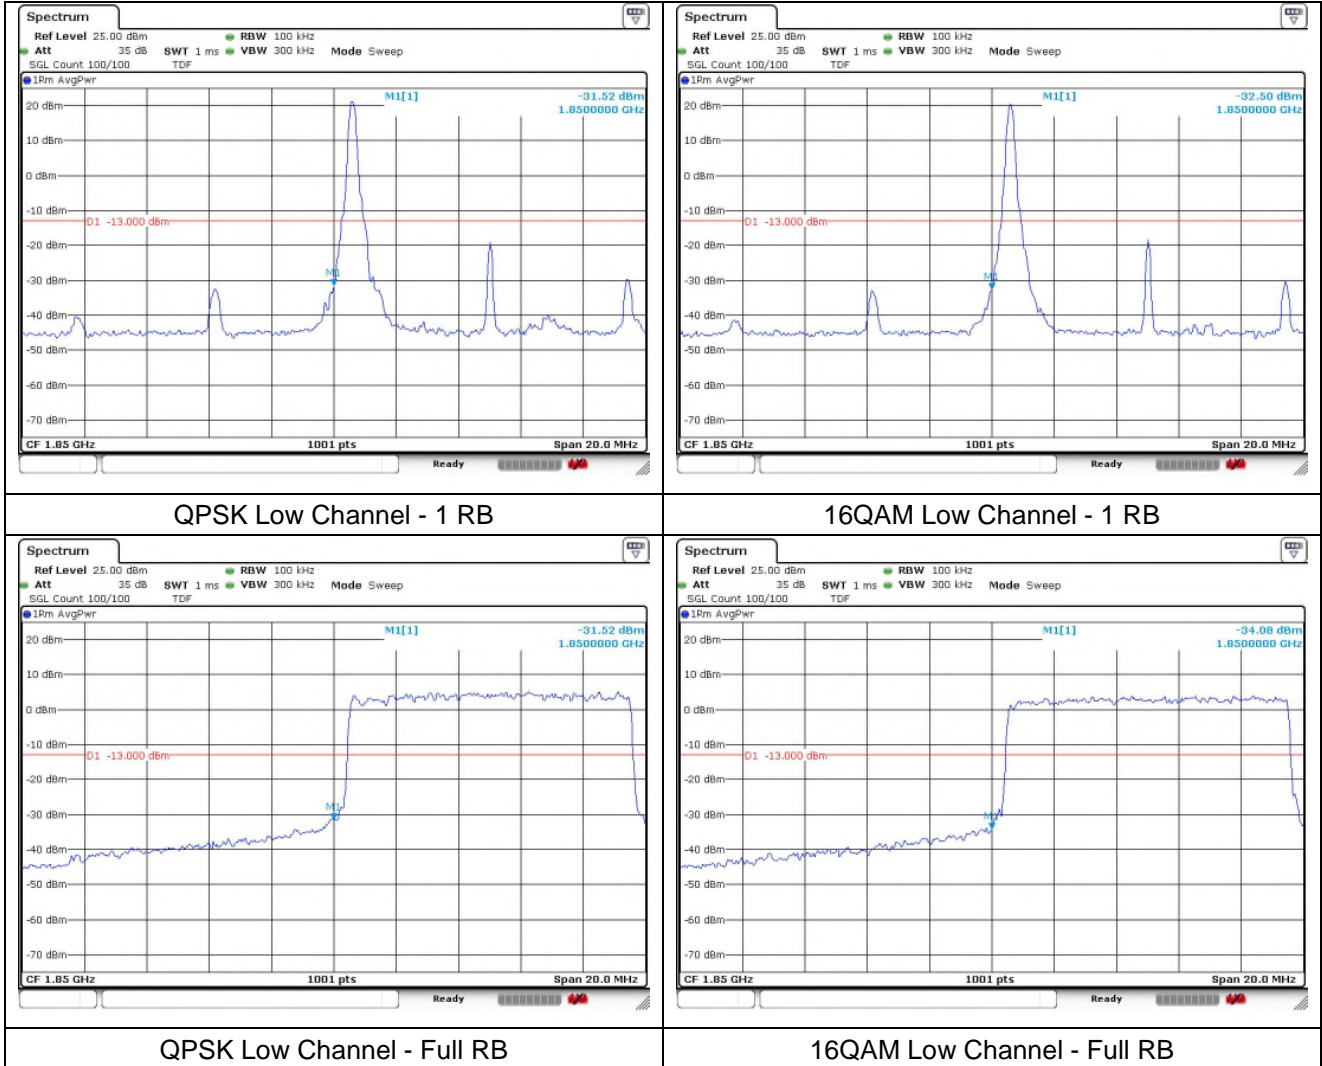 Spectrum
Ref Level 25.00 dBm RBW 100 kHz
Att 35 dB SWT 1 ms VBW 300 kHz Mode Sweep
SGL Count 100/100 TDF
1Rm AvgPwr
M1[1] -31.52 dBm
1.8500000 GHz
20 dBm
10 dBm
0 dBm
-10 dBm
D1 -13.000 dBm
-20 dBm
M1
-30 dBm
-40 dBm
-50 dBm
-60 dBm
-70 dBm
CF 1.85 GHz 1001 pts Span 20.0 MHz
Ready
QPSK Low Channel - 1 RB
Spectrum
Ref Level 25.00 dBm RBW 100 kHz
Att 35 dB SWT 1 ms VBW 300 kHz Mode Sweep
SGL Count 100/100 TDF
1Rm AvgPwr
M1[1] -32.50 dBm
1.8500000 GHz
20 dBm
10 dBm
0 dBm
-10 dBm
D1 -13.000 dBm
-20 dBm
M1
-30 dBm
-40 dBm
-50 dBm
-60 dBm
-70 dBm
CF 1.85 GHz 1001 pts Span 20.0 MHz
Ready
16QAM Low Channel - 1 RB
Spectrum
Ref Level 25.00 dBm RBW 100 kHz
Att 35 dB SWT 1 ms VBW 300 kHz Mode Sweep
SGL Count 100/100 TDF
1Rm AvgPwr
M1[1] -31.52 dBm
1.8500000 GHz
20 dBm
10 dBm
0 dBm
-10 dBm
D1 -13.000 dBm
-20 dBm
M1
-30 dBm
-40 dBm
-50 dBm
-60 dBm
-70 dBm
CF 1.85 GHz 1001 pts Span 20.0 MHz
Ready
QPSK Low Channel - Full RB
Spectrum
Ref Level 25.00 dBm RBW 100 kHz
Att 35 dB SWT 1 ms VBW 300 kHz Mode Sweep
SGL Count 100/100 TDF
1Rm AvgPwr
M1[1] -34.08 dBm
1.8500000 GHz
20 dBm
10 dBm
0 dBm
-10 dBm
D1 -13.000 dBm
-20 dBm
M1
-30 dBm
-40 dBm
-50 dBm
-60 dBm
-70 dBm
CF 1.85 GHz 1001 pts Span 20.0 MHz
Ready
16QAM Low Channel - Full RB